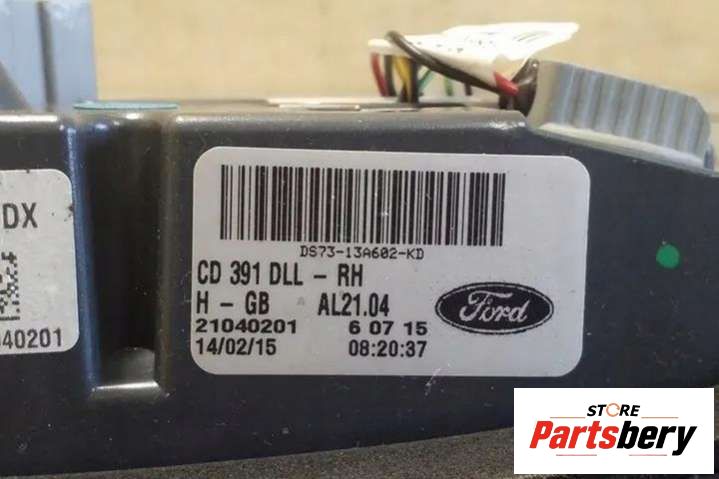 DX
040201
DS73-13A602-KD
CD 391 DLL - RH
H - GB AL21.04
21040201 6 07 15
14/02/15 08:20:37
Ford
STORE
Partsbery